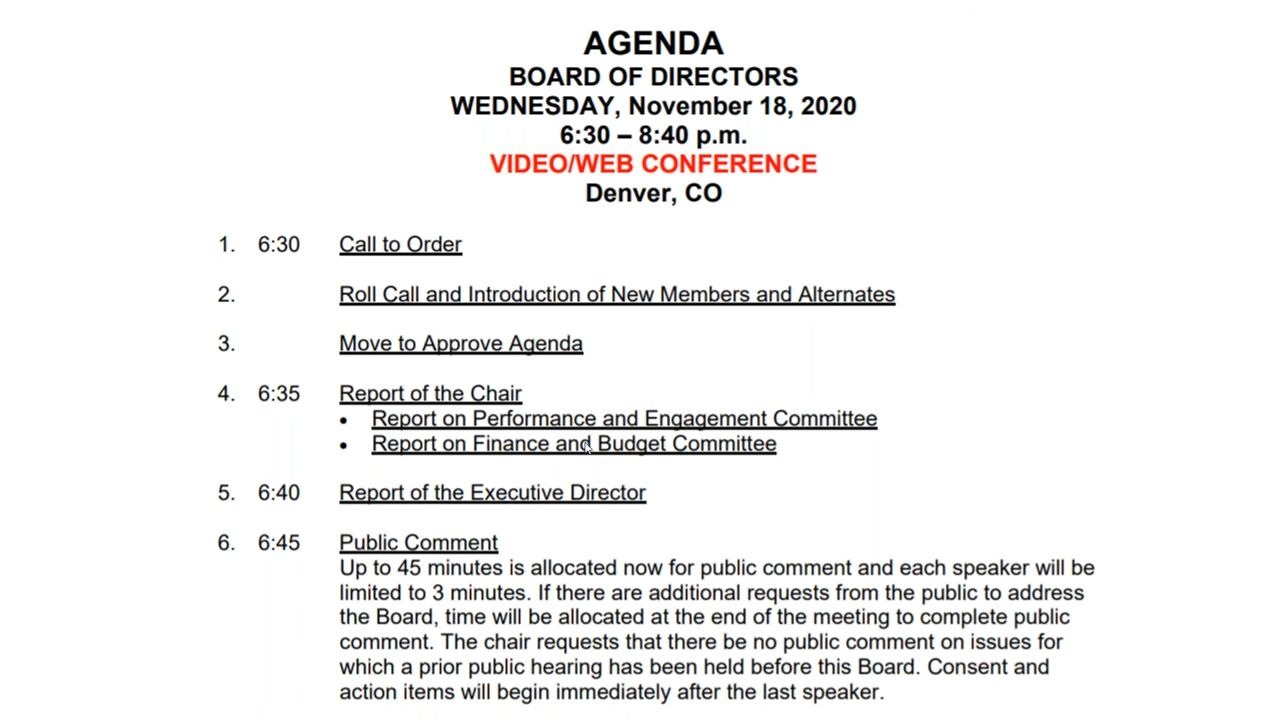 AGENDA
BOARD OF DIRECTORS
WEDNESDAY, November 18, 2020
6:30 – 8:40 p.m.
VIDEO/WEB CONFERENCE
Denver, CO
1. 6:30 Call to Order
2. Roll Call and Introduction of New Members and Alternates
3. Move to Approve Agenda
4. 6:35 Report of the Chair
• Report on Performance and Engagement Committee
• Report on Finance and Budget Committee
5. 6:40 Report of the Executive Director
6. 6:45 Public Comment
Up to 45 minutes is allocated now for public comment and each speaker will be
limited to 3 minutes. If there are additional requests from the public to address
the Board, time will be allocated at the end of the meeting to complete public
comment. The chair requests that there be no public comment on issues for
which a prior public hearing has been held before this Board. Consent and
action items will begin immediately after the last speaker.